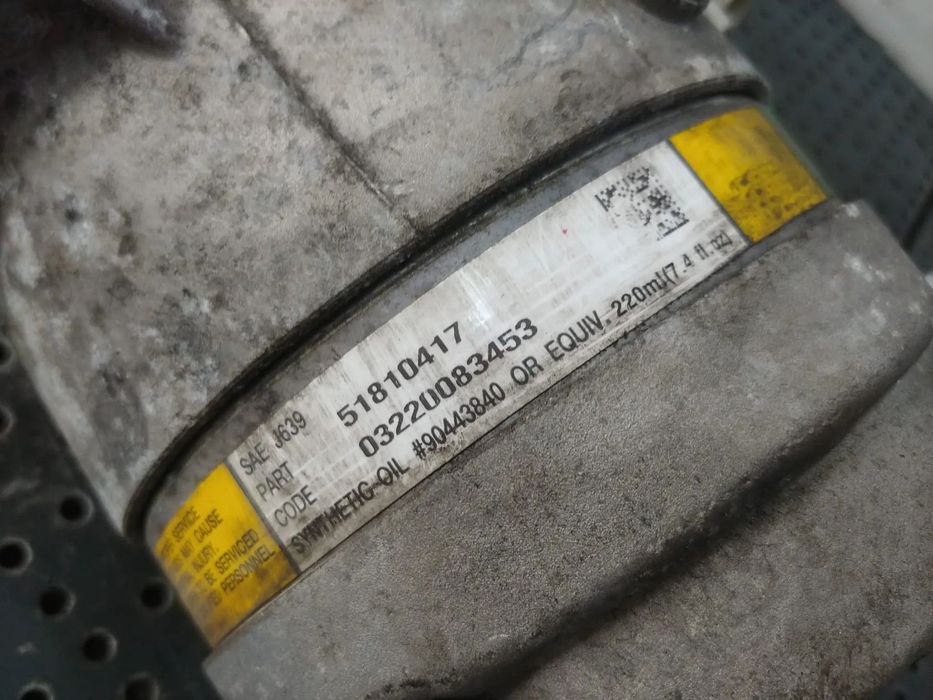 SAE J639
PART 51810417
CODE 03220083453
SYNTHETIC OIL #90443840 OR EQUIV. 220ml(7.4 fl.oz)
SERVICE
MAY CAUSE
INJURY.
BE SERVICED
PERSONNEL